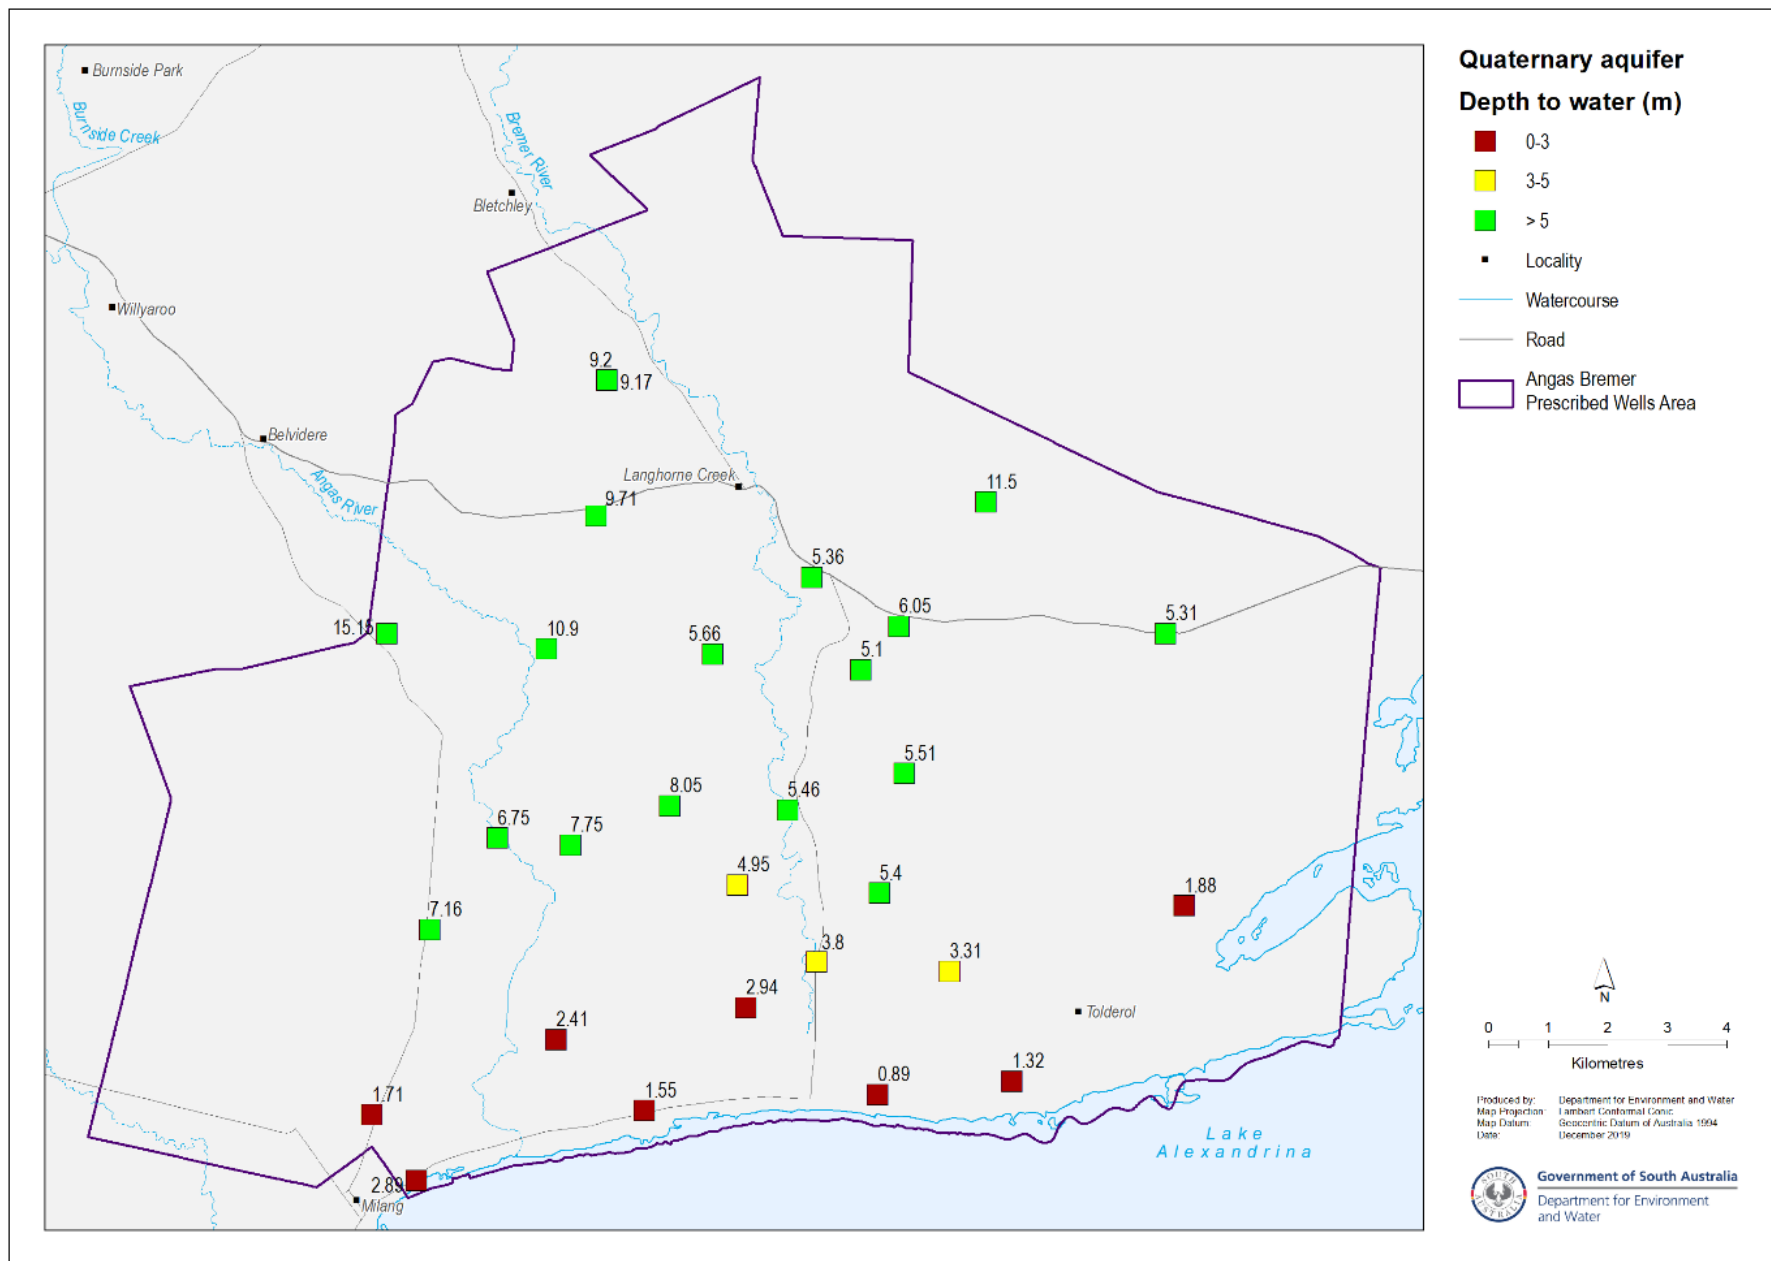 Burnside Park
Burnside Creek
Bremer River
Bletchley
Willyaroo
9.2
9.17
Belvidere
Angas River
Langhorne Creek
9.71
11.5
5.36
6.05
5.31
15.15
10.9
5.66
5.1
5.51
8.05
5.46
6.75
7.75
4.95
5.4
1.88
7.16
3.8
3.31
2.94
2.41
Tolderol
1.32
0.89
1.55
1.71
2.89
Milang
Lake
Alexandrina
Quaternary aquifer
Depth to water (m)
0-3
3-5
> 5
Locality
Watercourse
Road
Angas Bremer
Prescribed Wells Area
N
0 1 2 3 4
Kilometres
Produced by: Department for Environment and Water
Map Projection: Lambert Conformal Conic
Map Datum: Geocentric Datum of Australia 1994
Date: December 2019
SOUTH AUSTRALIA
Government of South Australia
Department for Environment
and Water